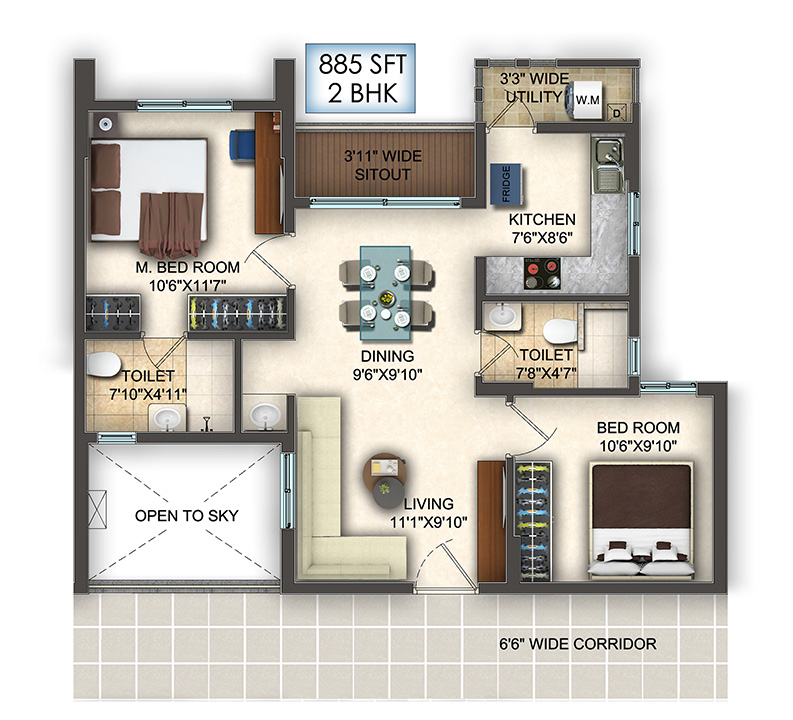 885 SFT
2 BHK
3'3" WIDE
UTILITY
W.M
D
3'11" WIDE
SITOUT
FRIDGE
KITCHEN
7'6"X8'6"
M. BED ROOM
10'6"X11'7"
DINING
9'6"X9'10"
TOILET
7'8"X4'7"
TOILET
7'10"X4'11"
BED ROOM
10'6"X9'10"
LIVING
11'1"X9'10"
OPEN TO SKY
6'6" WIDE CORRIDOR